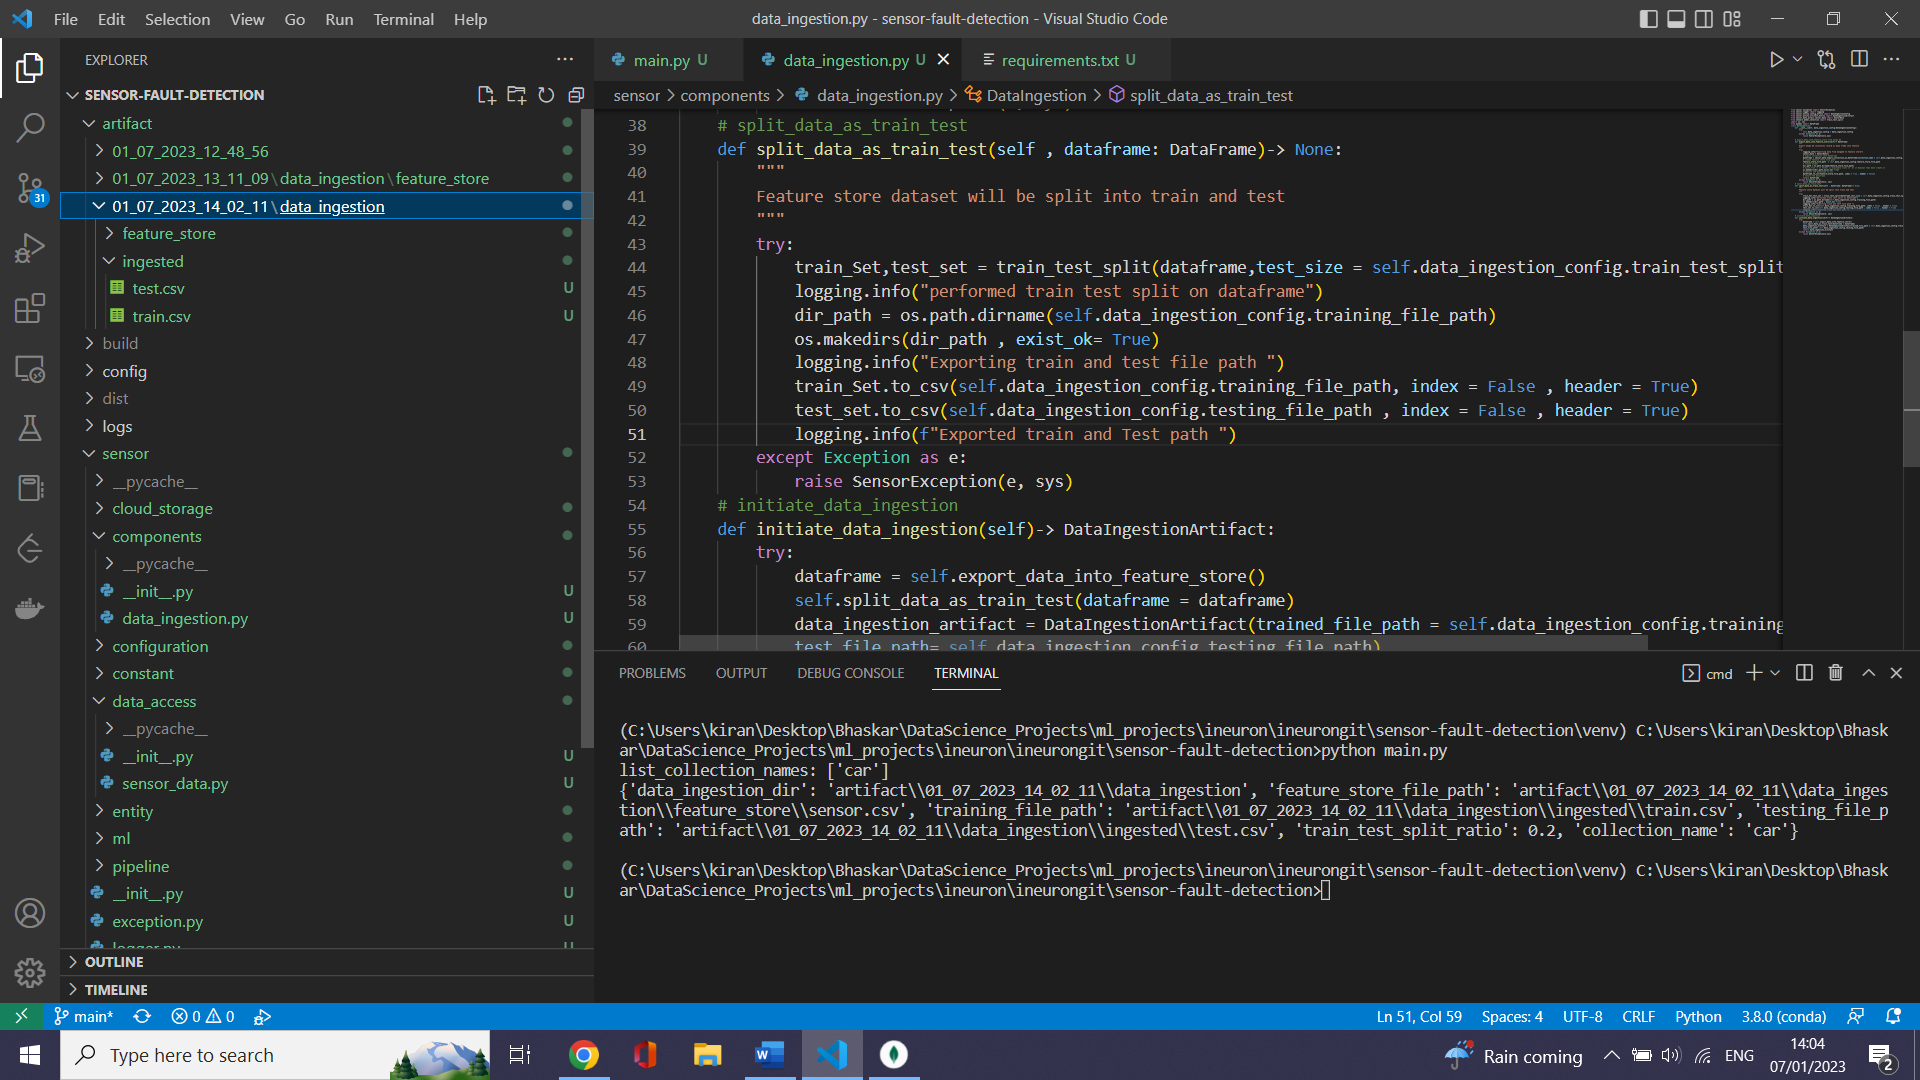 File Edit Selection View Go Run Terminal Help
data_ingestion.py - sensor-fault-detection - Visual Studio Code
EXPLORER
SENSOR-FAULT-DETECTION
artifact
01_07_2023_12_48_56
01_07_2023_13_11_09\data_ingestion\feature_store
01_07_2023_14_02_11\data_ingestion
feature_store
ingested
test.csv U
train.csv U
build
config
dist
logs
sensor
__pycache__
cloud_storage
components
__pycache__
__init__.py U
data_ingestion.py U
configuration
constant
data_access
__pycache__
__init__.py U
sensor_data.py U
entity
ml
pipeline
__init__.py U
exception.py U
logger.py U
OUTLINE
TIMELINE
31
main.py U data_ingestion.py U requirements.txt U
sensor > components > data_ingestion.py > DataIngestion > split_data_as_train_test
38 # split_data_as_train_test
39 def split_data_as_train_test(self , dataframe: DataFrame)-> None:
40 """
41 Feature store dataset will be split into train and test
42 """
43 try:
44 train_Set,test_set = train_test_split(dataframe,test_size = self.data_ingestion_config.train_test_split
45 logging.info("performed train test split on dataframe")
46 dir_path = os.path.dirname(self.data_ingestion_config.training_file_path)
47 os.makedirs(dir_path , exist_ok= True)
48 logging.info("Exporting train and test file path ")
49 train_Set.to_csv(self.data_ingestion_config.training_file_path, index = False , header = True)
50 test_set.to_csv(self.data_ingestion_config.testing_file_path , index = False , header = True)
51 logging.info(f"Exported train and Test path ")
52 except Exception as e:
53 raise SensorException(e, sys)
54 # initiate_data_ingestion
55 def initiate_data_ingestion(self)-> DataIngestionArtifact:
56 try:
57 dataframe = self.export_data_into_feature_store()
58 self.split_data_as_train_test(dataframe = dataframe)
59 data_ingestion_artifact = DataIngestionArtifact(trained_file_path = self.data_ingestion_config.training
60 test_file_path= self.data_ingestion_config.testing_file_path)
PROBLEMS OUTPUT DEBUG CONSOLE TERMINAL
cmd
(C:\Users\kiran\Desktop\Bhaskar\DataScience_Projects\ml_projects\ineuron\ineurongit\sensor-fault-detection\venv) C:\Users\kiran\Desktop\Bhask
ar\DataScience_Projects\ml_projects\ineuron\ineurongit\sensor-fault-detection>python main.py
list_collection_names: ['car']
{'data_ingestion_dir': 'artifact\\01_07_2023_14_02_11\\data_ingestion', 'feature_store_file_path': 'artifact\\01_07_2023_14_02_11\\data_inges
tion\\feature_store\\sensor.csv', 'training_file_path': 'artifact\\01_07_2023_14_02_11\\data_ingestion\\ingested\\train.csv', 'testing_file_p
ath': 'artifact\\01_07_2023_14_02_11\\data_ingestion\\ingested\\test.csv', 'train_test_split_ratio': 0.2, 'collection_name': 'car'}
(C:\Users\kiran\Desktop\Bhaskar\DataScience_Projects\ml_projects\ineuron\ineurongit\sensor-fault-detection\venv) C:\Users\kiran\Desktop\Bhask
ar\DataScience_Projects\ml_projects\ineuron\ineurongit\sensor-fault-detection>
main* 0 0 Ln 51, Col 59 Spaces: 4 UTF-8 CRLF Python 3.8.0 (conda)
Type here to search
Rain coming ENG
14:04
07/01/2023
2